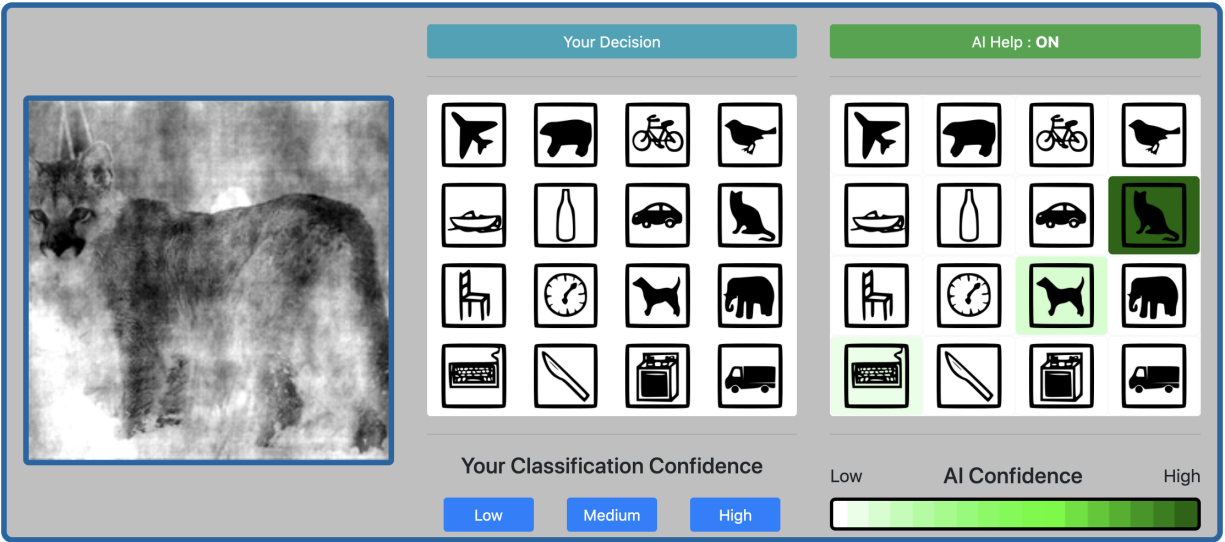 Your Decision
AI Help : ON
Your Classification Confidence
Low
Medium
High
Low
AI Confidence
High